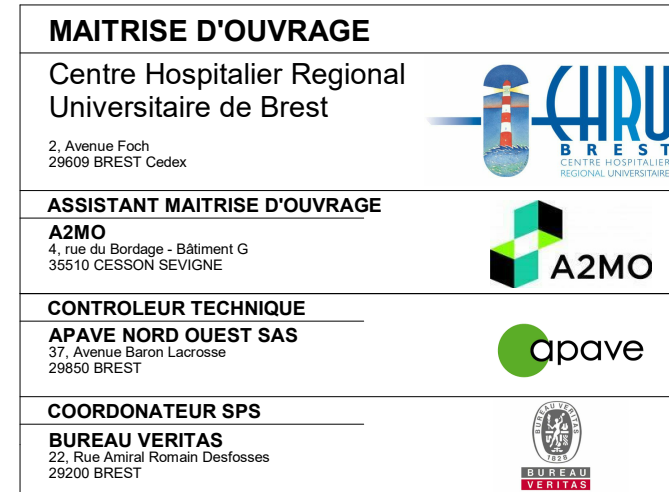 MAITRISE D'OUVRAGE
Centre Hospitalier Regional
Universitaire de Brest
2, Avenue Foch
29609 BREST Cedex
CHRU
BREST
CENTRE HOSPITALIER
REGIONAL UNIVERSITAIRE
ASSISTANT MAITRISE D'OUVRAGE
A2MO
4, rue du Bordage - Bâtiment G
35510 CESSON SEVIGNE
A2MO
CONTROLEUR TECHNIQUE
APAVE NORD OUEST SAS
37, Avenue Baron Lacrosse
29850 BREST
apave
COORDONATEUR SPS
BUREAU VERITAS
22, Rue Amiral Romain Desfosses
29200 BREST
BUREAU VERITAS
1828
BUREAU
VERITAS